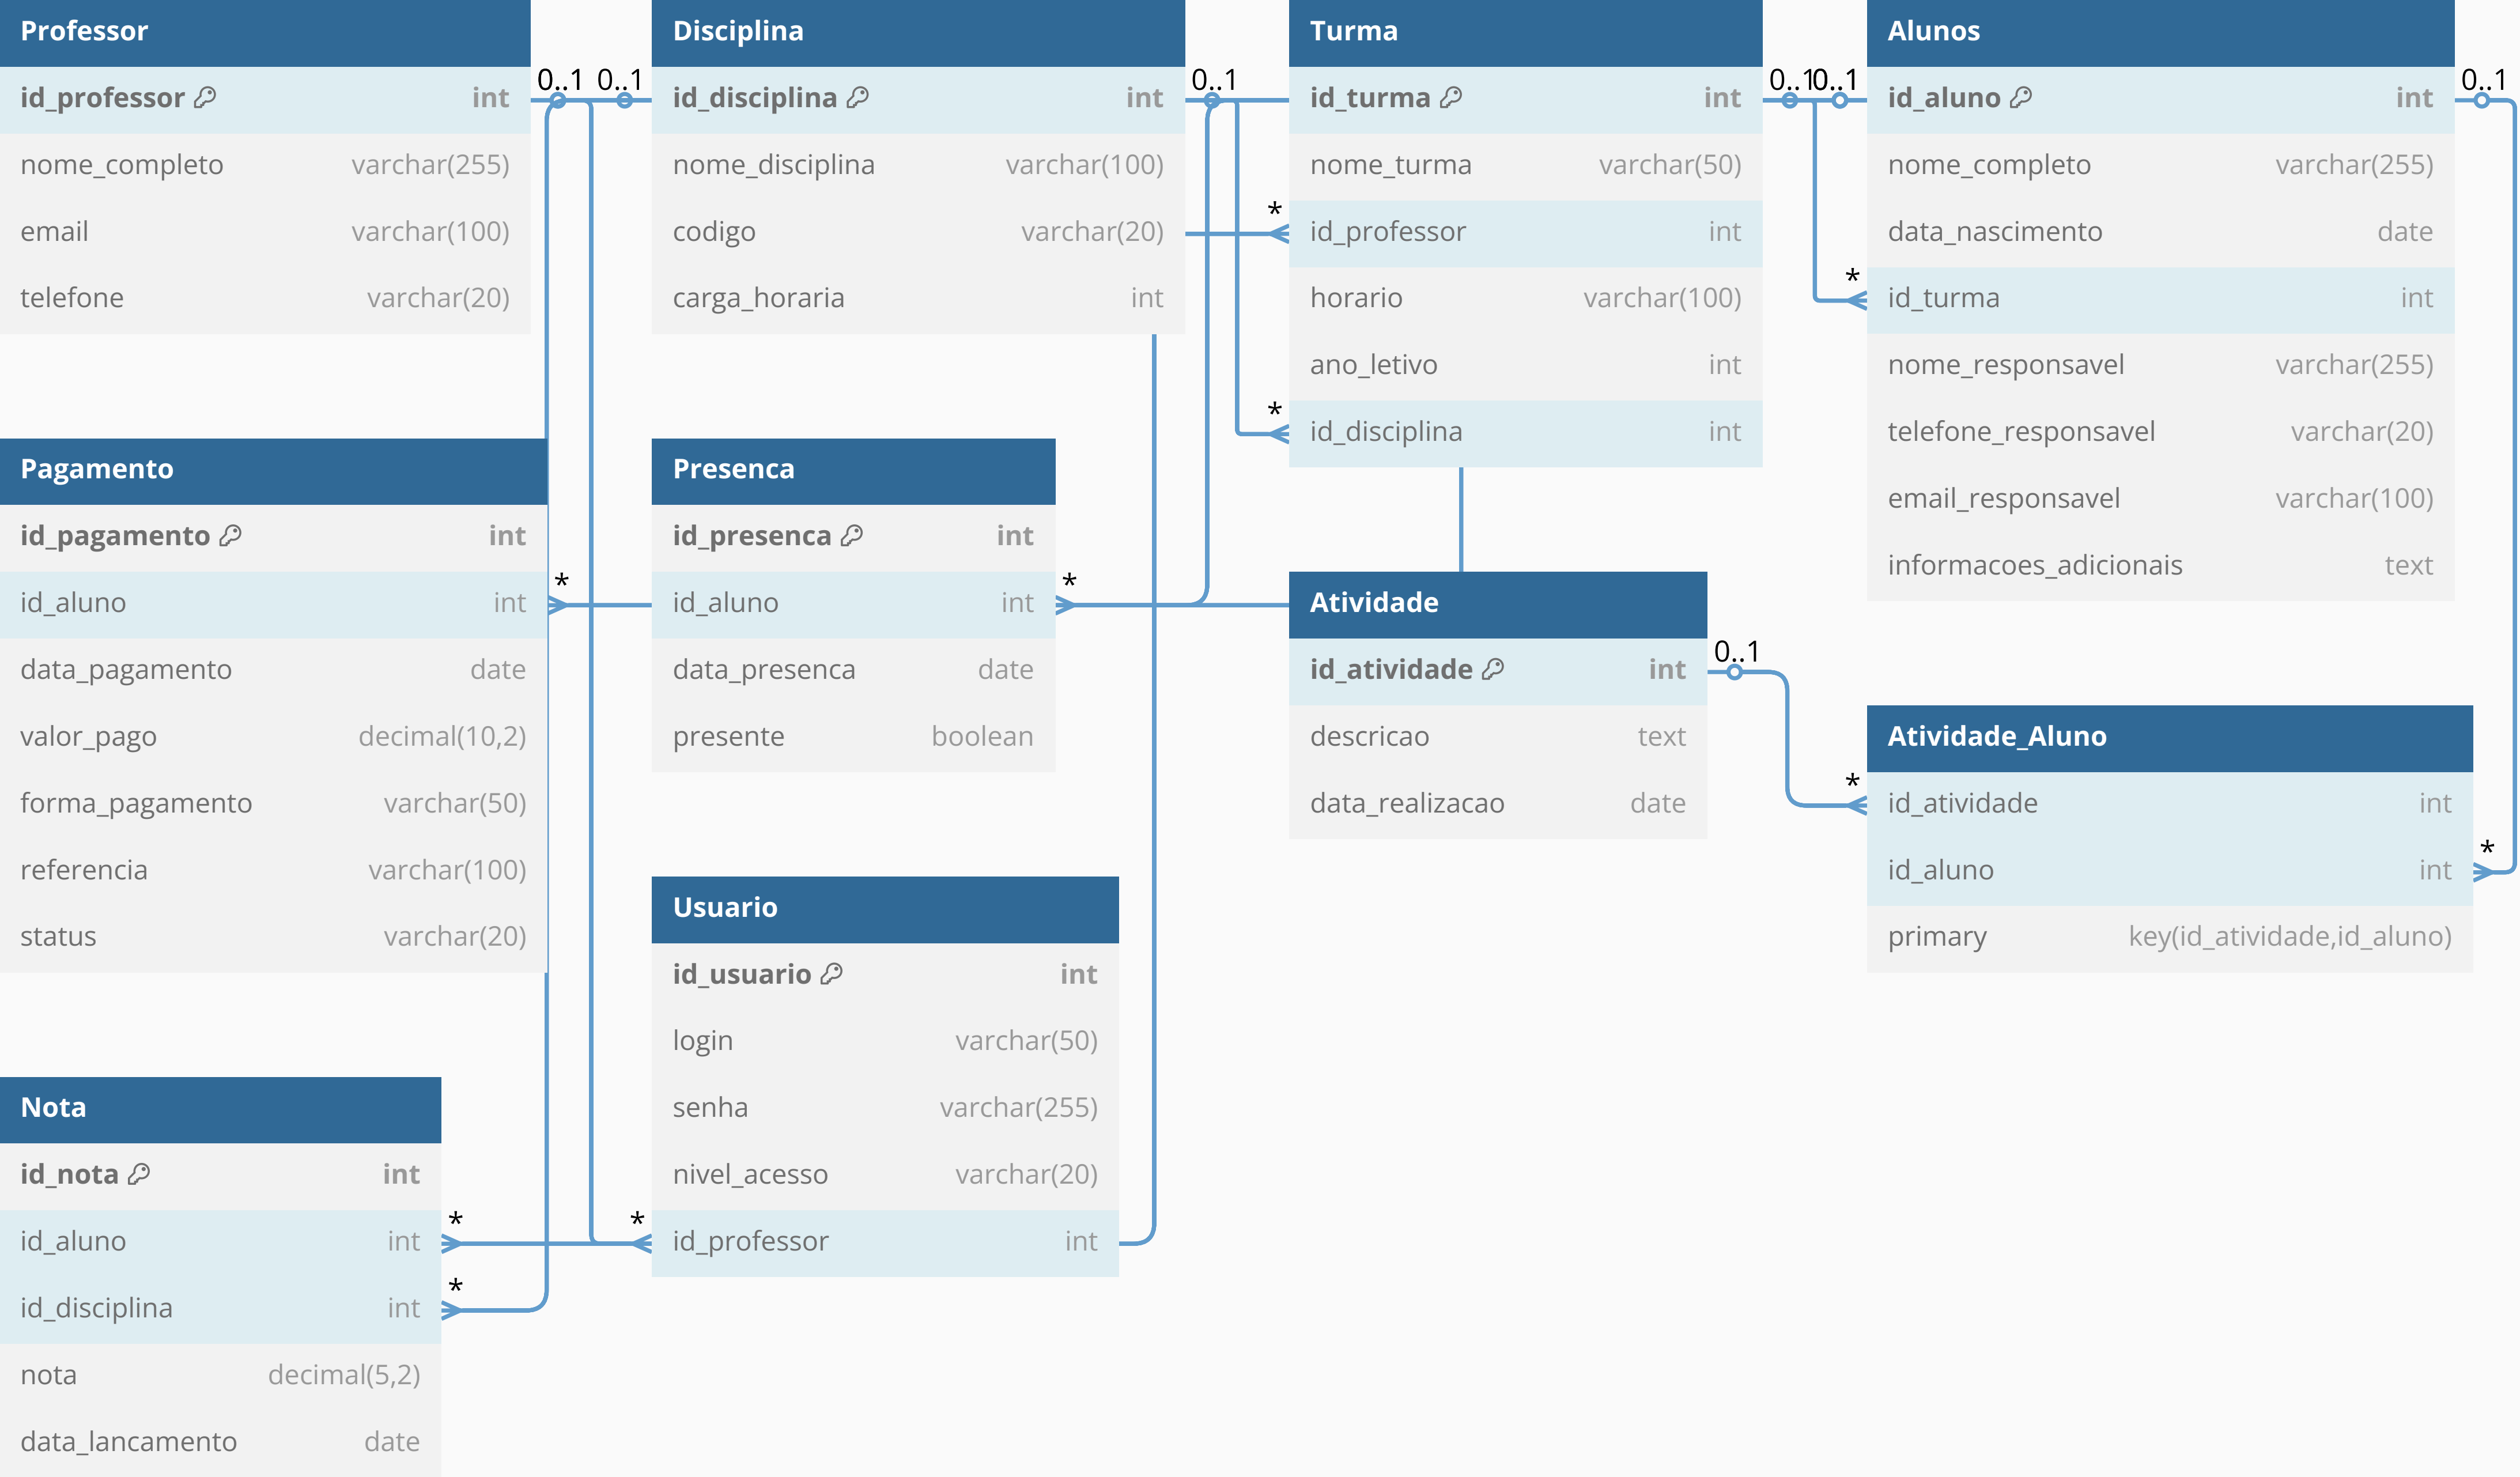 Professor
id_professor int
nome_completo varchar(255)
email varchar(100)
telefone varchar(20)
0..1
0..1
Disciplina
id_disciplina int
nome_disciplina varchar(100)
codigo varchar(20)
carga_horaria int
0..1
*
*
Turma
id_turma int
nome_turma varchar(50)
id_professor int
horario varchar(100)
ano_letivo int
id_disciplina int
0..1
0..1
*
Alunos
id_aluno int
nome_completo varchar(255)
data_nascimento date
id_turma int
nome_responsavel varchar(255)
telefone_responsavel varchar(20)
email_responsavel varchar(100)
informacoes_adicionais text
0..1
Pagamento
id_pagamento int
id_aluno int
data_pagamento date
valor_pago decimal(10,2)
forma_pagamento varchar(50)
referencia varchar(100)
status varchar(20)
*
Presenca
id_presenca int
id_aluno int
data_presenca date
presente boolean
*
Atividade
id_atividade int
descricao text
data_realizacao date
0..1
*
Atividade_Aluno
id_atividade int
id_aluno int
primary key(id_atividade,id_aluno)
*
Usuario
id_usuario int
login varchar(50)
senha varchar(255)
nivel_acesso varchar(20)
id_professor int
*
Nota
id_nota int
id_aluno int
id_disciplina int
nota decimal(5,2)
data_lancamento date
*
*